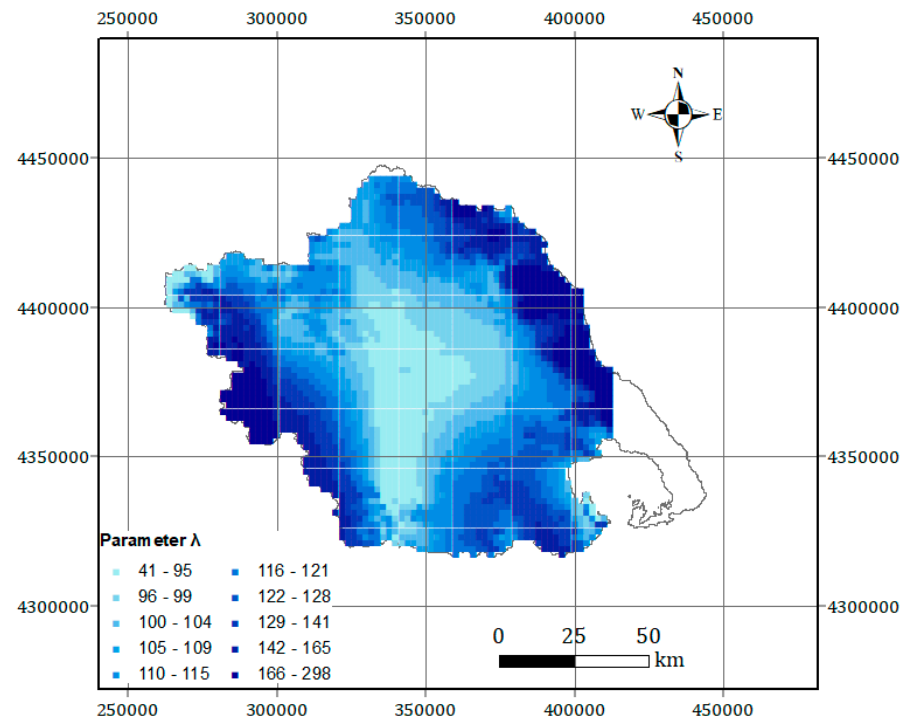 250000 300000 350000 400000 450000
N
W E
S
4450000 4450000
4400000 4400000
4350000 4350000
Parameter λ
41 - 95 116 - 121
96 - 99 122 - 128
4300000 4300000
100 - 104 129 - 141
105 - 109 142 - 165
110 - 115 166 - 298
0 25 50
km
250000 300000 350000 400000 450000